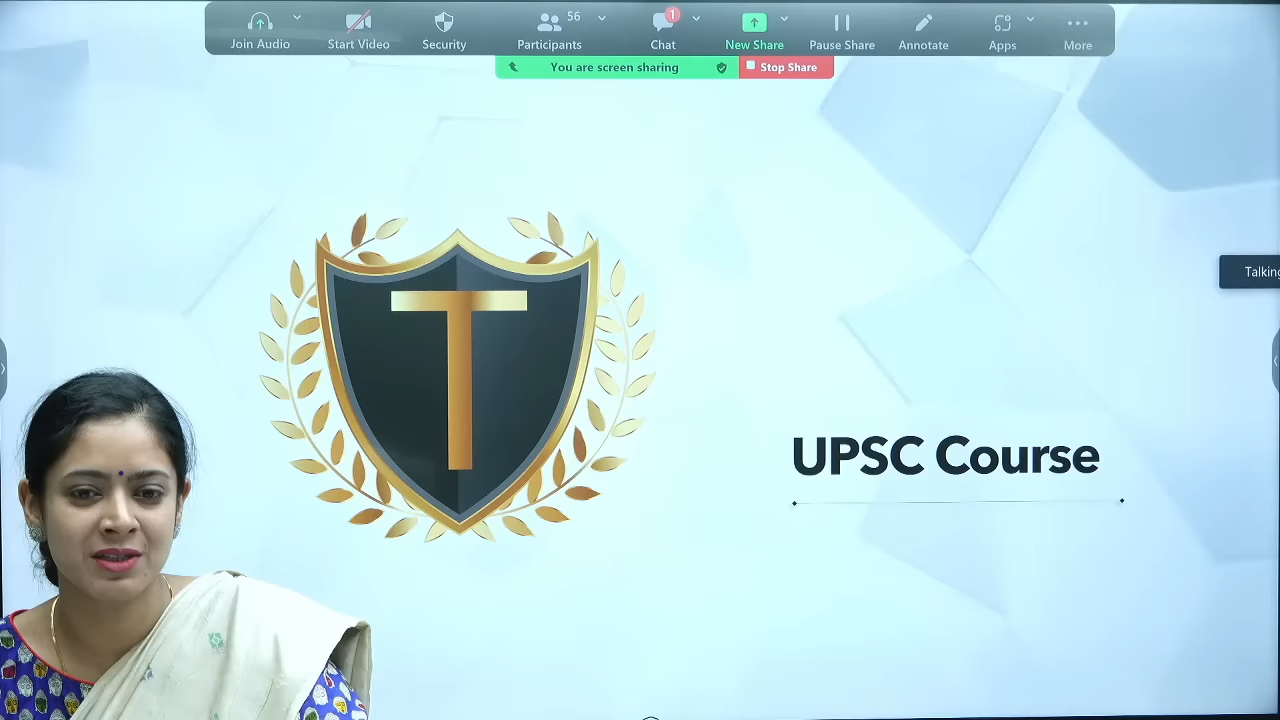 Join Audio
Start Video
Security
56
Participants
1
Chat
New Share
Pause Share
Annotate
Apps
More
You are screen sharing
Stop Share
T
Talking
UPSC Course